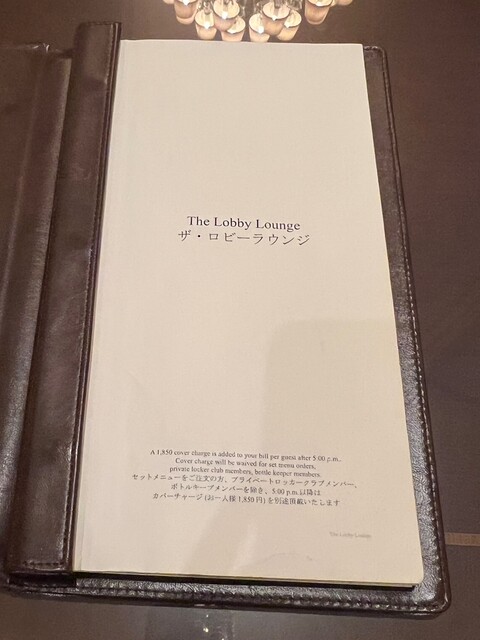 The Lobby Lounge
ザ・ロビーラウンジ
A 1,850 cover charge is added to your bill per guest after 5:00 p.m..
Cover charge will be waived for set menu orders,
private locker club members, bottle keeper members.
セットメニューをご注文の方、プライベートロッカークラブメンバー、
ボトルキープメンバーを除き、5:00 p.m.以降は
カバーチャージ (お一人様 1,850 円) を別途頂戴いたします
The Lobby Lounge